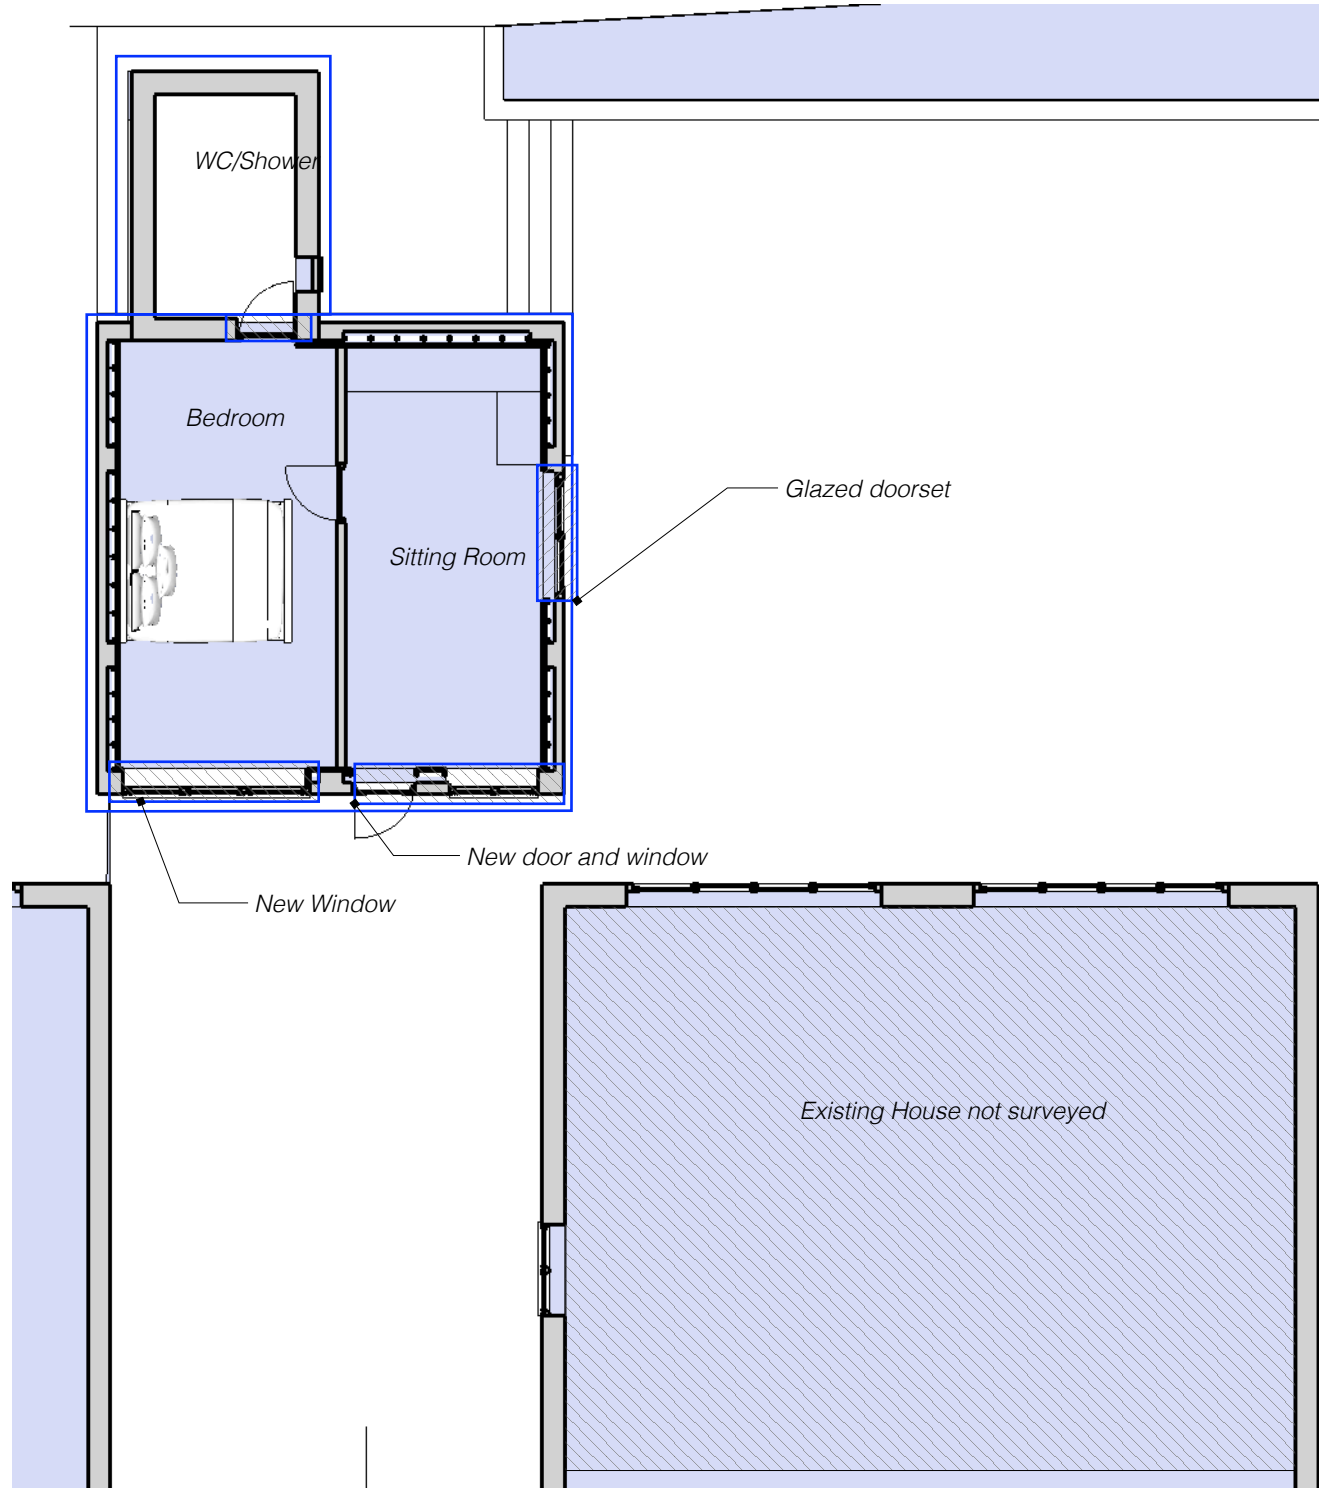 WC/Shower
Bedroom
Glazed doorset
Sitting Room
New door and window
New Window
Existing House not surveyed